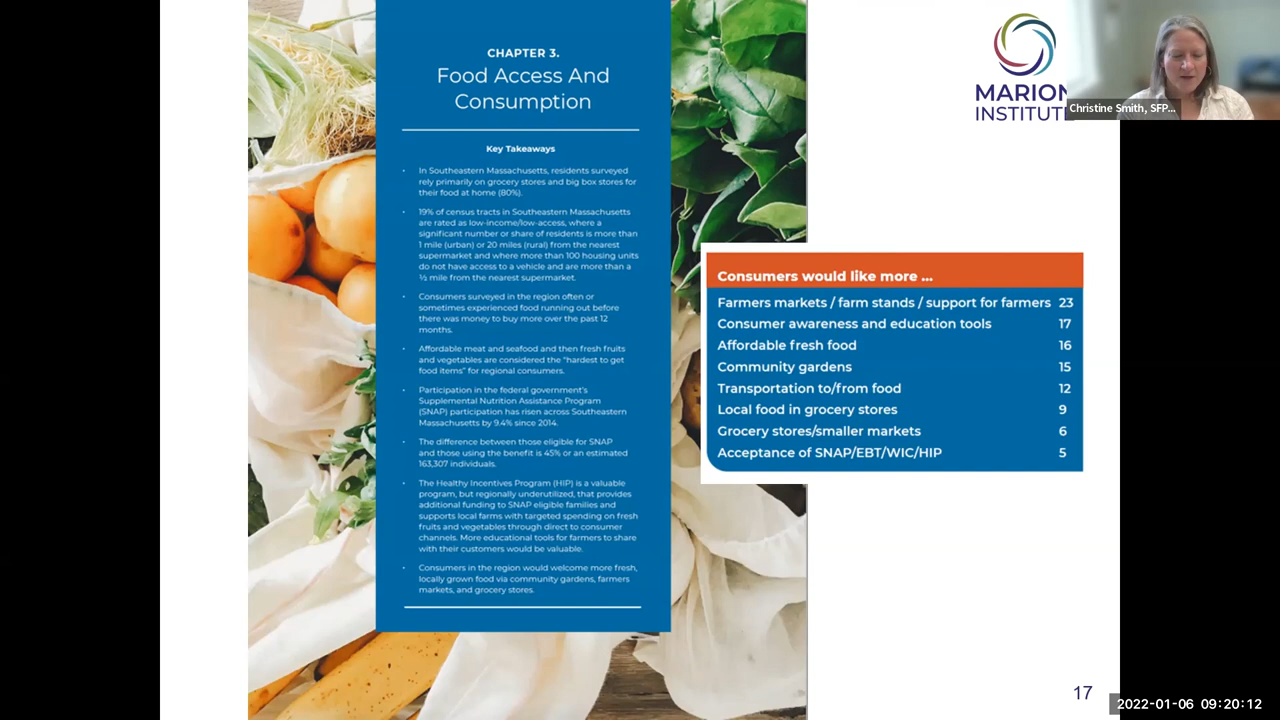 CHAPTER 3.
Food Access And
Consumption
Key Takeaways
• In Southeastern Massachusetts, residents surveyed
rely primarily on grocery stores and big box stores for
their food at home (80%).
• 19% of census tracts in Southeastern Massachusetts
are rated as low-income/low-access, where a
significant number or share of residents is more than
1 mile (urban) or 20 miles (rural) from the nearest
supermarket and where more than 100 housing units
do not have access to a vehicle and are more than a
½ mile from the nearest supermarket.
• Consumers surveyed in the region often or
sometimes experienced food running out before
there was money to buy more over the past 12
months.
• Affordable meat and seafood and then fresh fruits
and vegetables are considered the "hardest to get
food items" for regional consumers.
• Participation in the federal government's
Supplemental Nutrition Assistance Program
(SNAP) participation has risen across Southeastern
Massachusetts by 9.4% since 2014.
• The difference between those eligible for SNAP
and those using the benefit is 45% or an estimated
163,307 individuals.
• The Healthy Incentives Program (HIP) is a valuable
program, but regionally underutilized, that provides
additional funding to SNAP eligible families and
supports local farms with targeted spending on fresh
fruits and vegetables through direct to consumer
channels. More educational tools for farmers to share
with their customers would be valuable.
• Consumers in the region would welcome more fresh,
locally grown food via community gardens, farmers
markets, and grocery stores.
MARION
INSTITUTE
Christine Smith, SFP...
Consumers would like more ...
Farmers markets / farm stands / support for farmers 23
Consumer awareness and education tools 17
Affordable fresh food 16
Community gardens 15
Transportation to/from food 12
Local food in grocery stores 9
Grocery stores/smaller markets 6
Acceptance of SNAP/EBT/WIC/HIP 5
17
2022-01-06 09:20:12